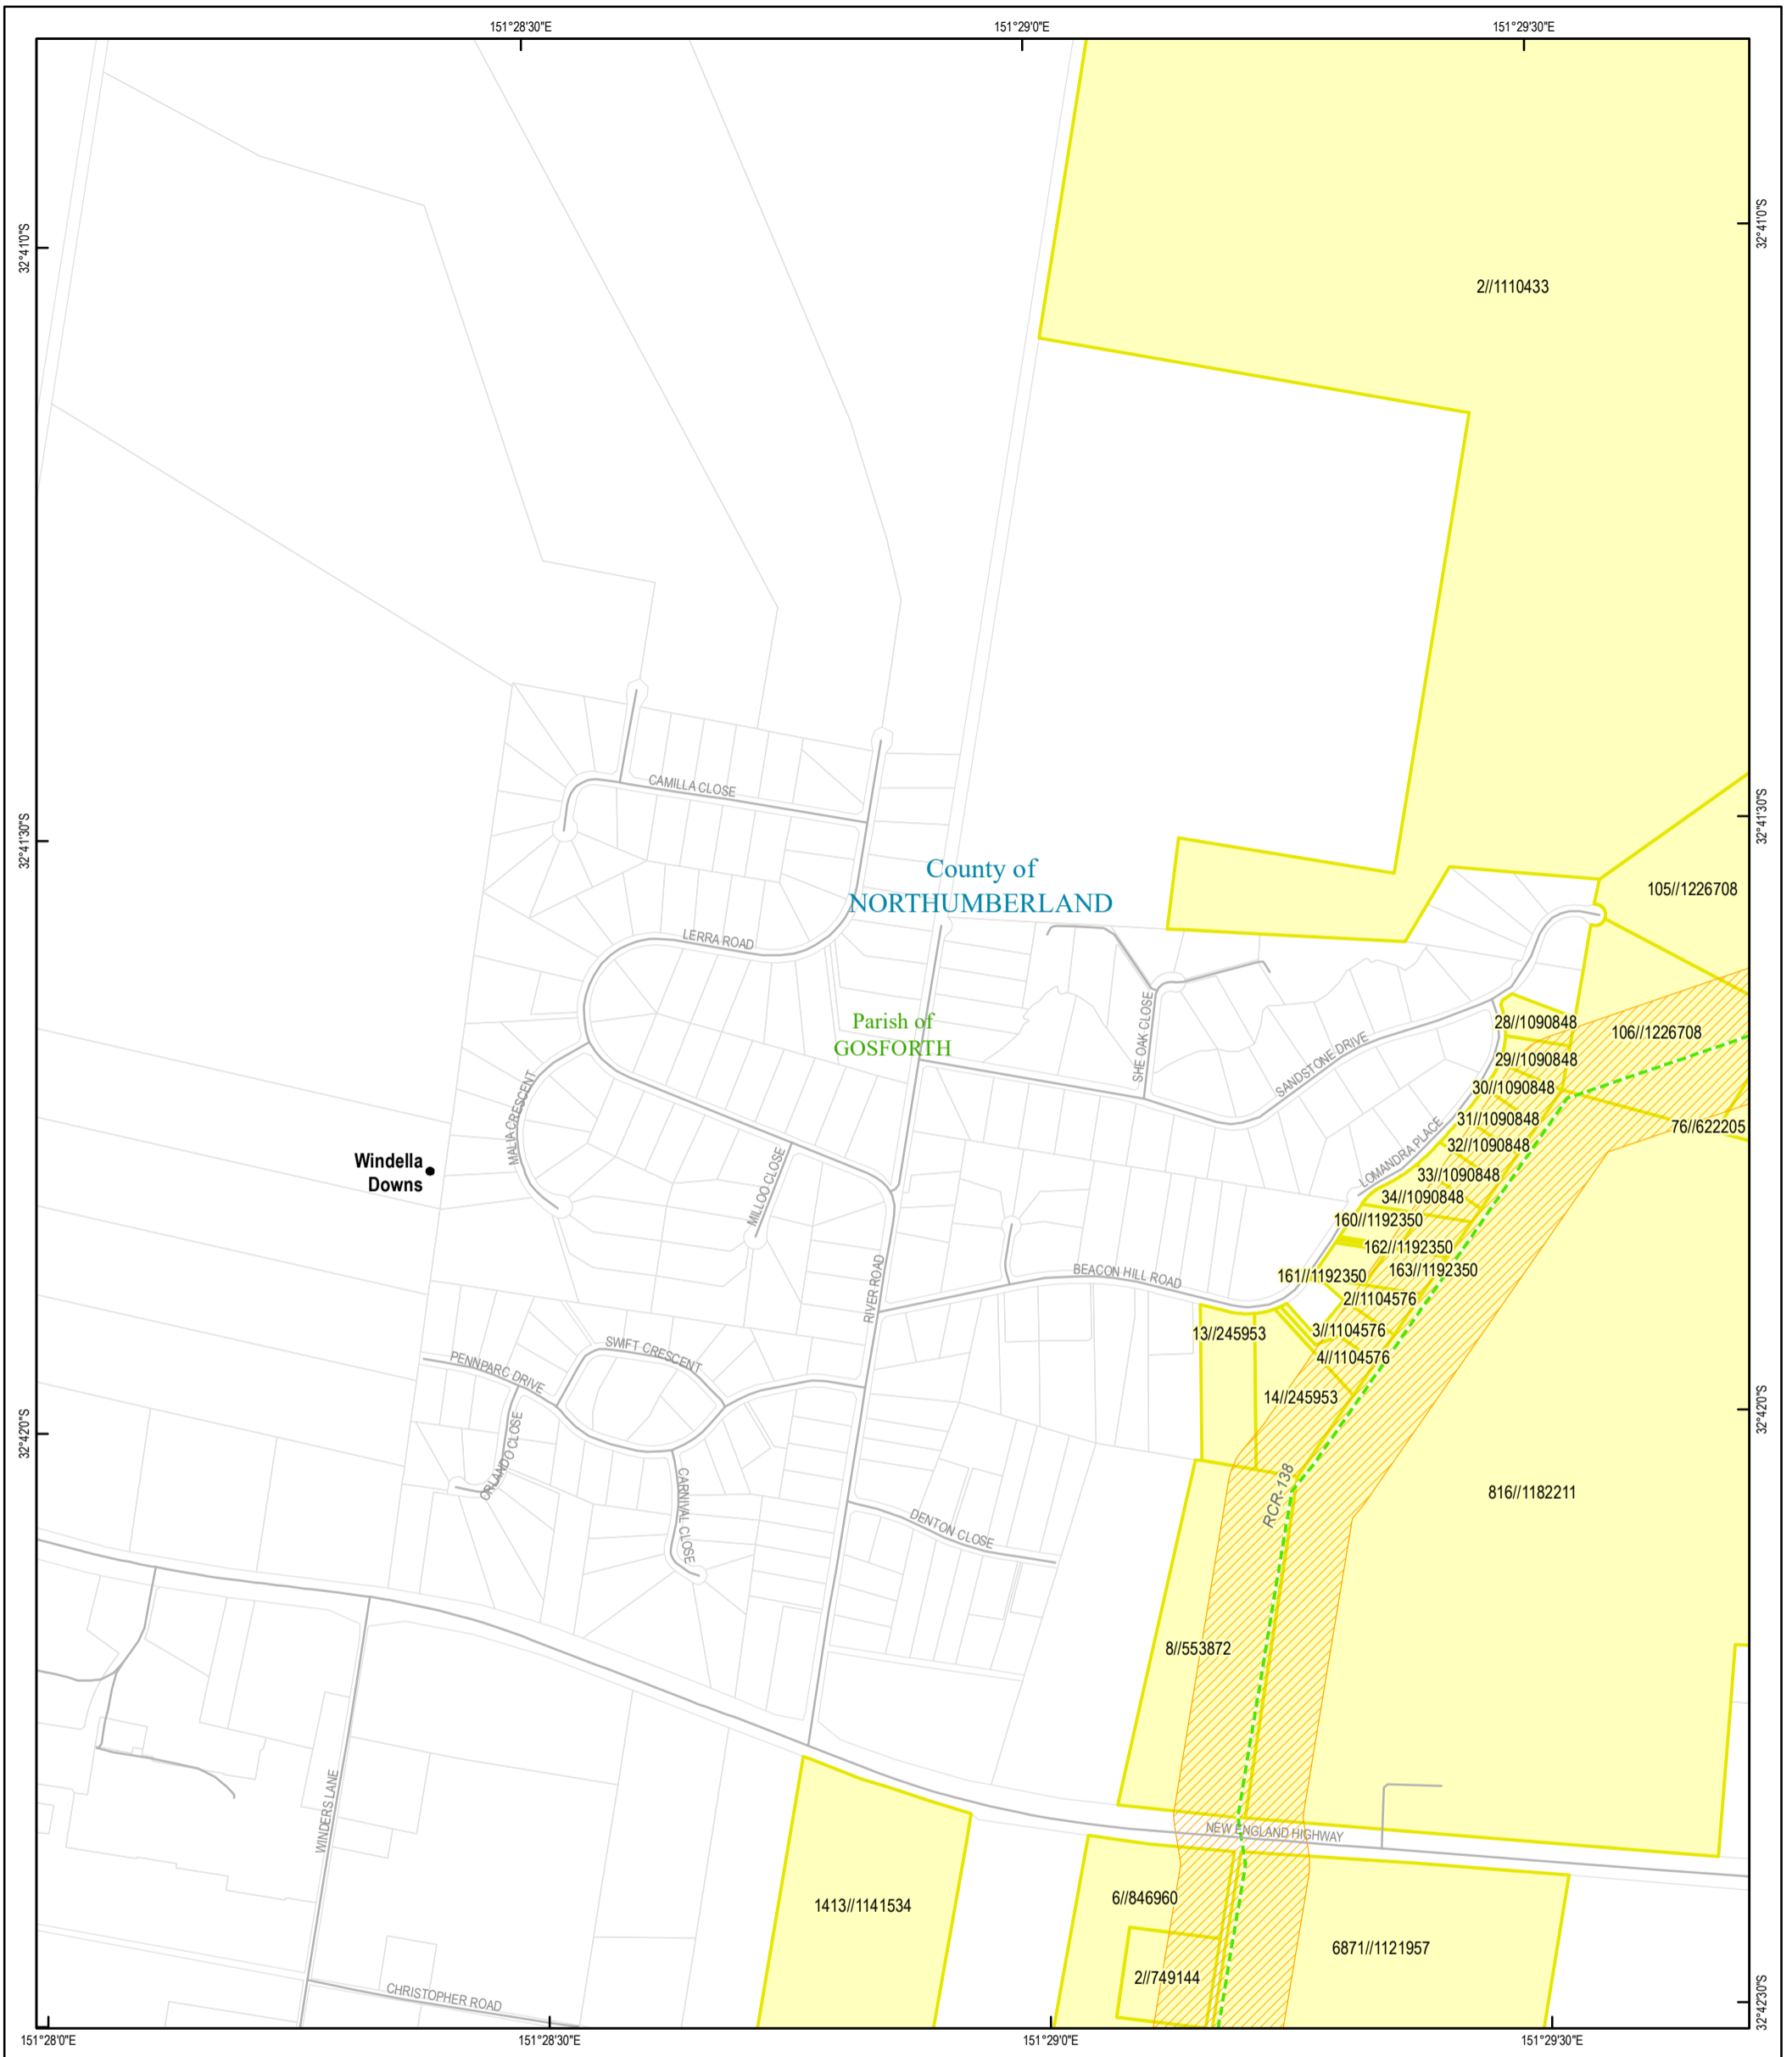 151°28'30"E
151°29'0"E
151°29'30"E
32°41'0"S
32°41'0"S
2//1110433
CAMILLA CLOSE
32°41'30"S
32°41'30"S
County of
NORTHUMBERLAND
105//1226708
LERRA ROAD
Parish of
GOSFORTH
SHE OAK CLOSE
SANDSTONE DRIVE
28//1090848
106//1226708
29//1090848
30//1090848
31//1090848
76//622205
32//1090848
MALIA CRESCENT
LOMANDRA PLACE
Windella
Downs
33//1090848
34//1090848
MILLOO CLOSE
160//1192350
162//1192350
163//1192350
161//1192350
BEACON HILL ROAD
RIVER ROAD
2//1104576
13//245953
3//1104576
4//1104576
SWIFT CRESCENT
PENNPARC DRIVE
14//245953
32°42'0"S
32°42'0"S
ORLANDO CLOSE
CARNIVAL CLOSE
RCR-138
816//1182211
DENTON CLOSE
8//553872
WINDERS LANE
NEW ENGLAND HIGHWAY
1413//1141534
6//846960
6871//1121957
2//749144
CHRISTOPHER ROAD
32°42'30"S
151°28'0"E
151°28'30"E
151°29'0"E
151°29'30"E